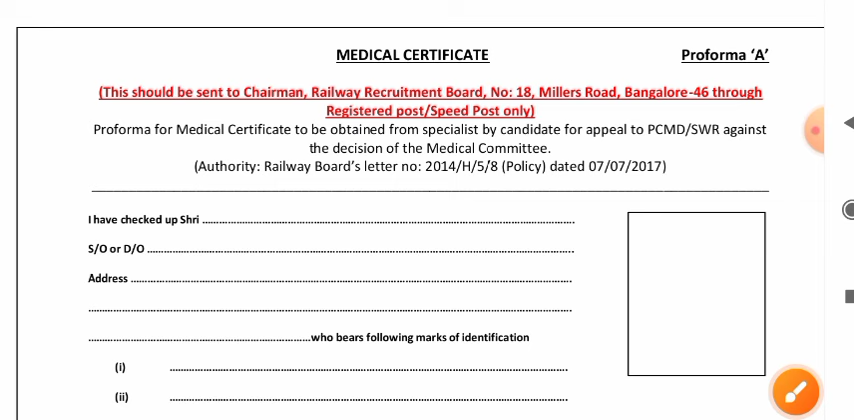 MEDICAL CERTIFICATE Proforma ‘A’
(This should be sent to Chairman, Railway Recruitment Board, No: 18, Millers Road, Bangalore-46 through
Registered post/Speed Post only)
Proforma for Medical Certificate to be obtained from specialist by candidate for appeal to PCMD/SWR against
the decision of the Medical Committee.
(Authority: Railway Board’s letter no: 2014/H/5/8 (Policy) dated 07/07/2017)
I have checked up Shri ................................................................
S/O or D/O ................................................................
Address ................................................................
................................................................
................................who bears following marks of identification
(i) ................................................................
(ii) ................................................................